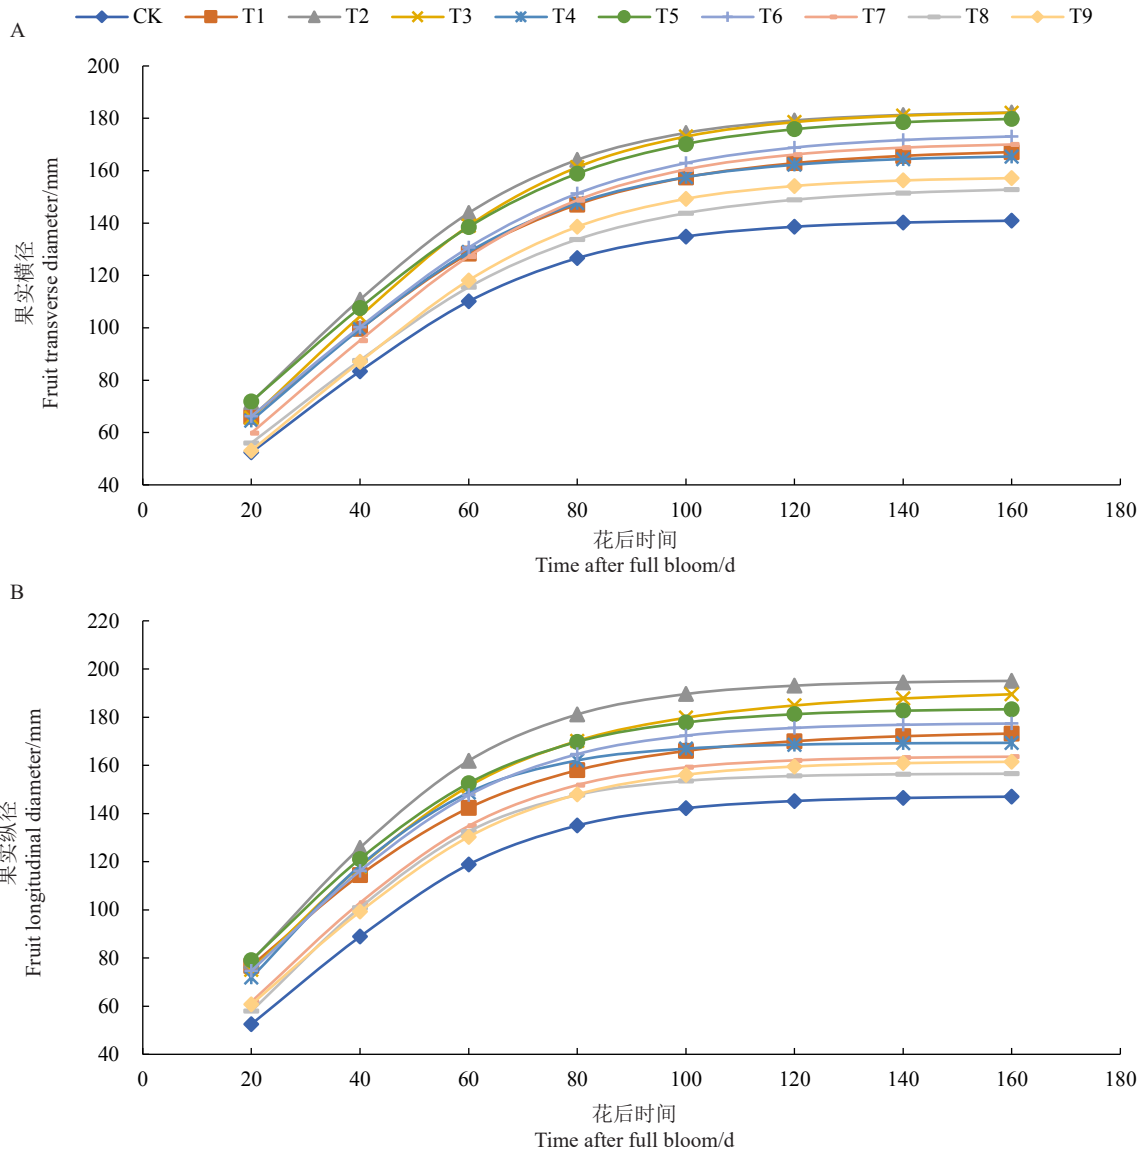 CK T1 T2 T3 T4 T5 T6 T7 T8 T9
A
200
180
160
140
120
100
80
60
40
0 20 40 60 80 100 120 140 160 180
果实横径
Fruit transverse diameter/mm
花后时间
Time after full bloom/d
B
220
200
180
160
140
120
100
80
60
40
0 20 40 60 80 100 120 140 160 180
果实纵径
Fruit longitudinal diameter/mm
花后时间
Time after full bloom/d